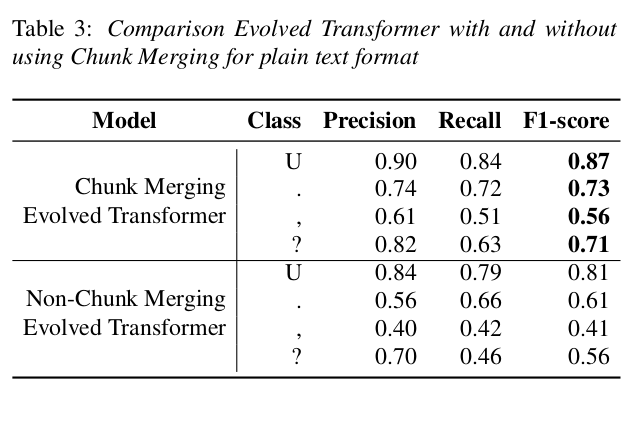 Table 3: Comparison Evolved Transformer with and without
using Chunk Merging for plain text format
Model Class Precision Recall F1-score
U 0.90 0.84 0.87
Chunk Merging . 0.74 0.72 0.73
Evolved Transformer , 0.61 0.51 0.56
? 0.82 0.63 0.71
U 0.84 0.79 0.81
Non-Chunk Merging . 0.56 0.66 0.61
Evolved Transformer , 0.40 0.42 0.41
? 0.70 0.46 0.56